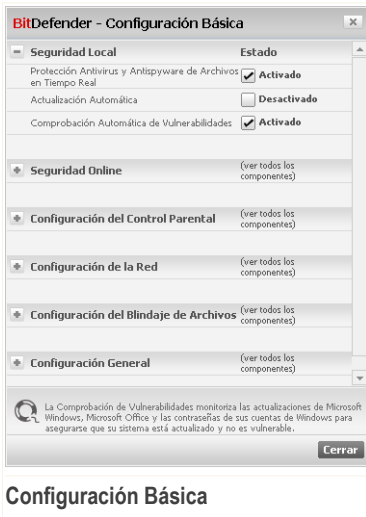 BitDefender - Configuración Básica
Seguridad Local Estado
Protección Antivirus y Antispyware de Archivos
en Tiempo Real Activado
Actualización Automática Desactivado
Comprobación Automática de Vulnerabilidades Activado
Seguridad Online (ver todos los
componentes)
Configuración del Control Parental (ver todos los
componentes)
Configuración de la Red (ver todos los
componentes)
Configuración del Blindaje de Archivos (ver todos los
componentes)
Configuración General (ver todos los
componentes)
La Comprobación de Vulnerabilidades monitoriza las actualizaciones de Microsoft
Windows, Microsoft Office y las contraseñas de sus cuentas de Windows para
asegurarse que su sistema está actualizado y no es vulnerable.
Cerrar
Configuración Básica